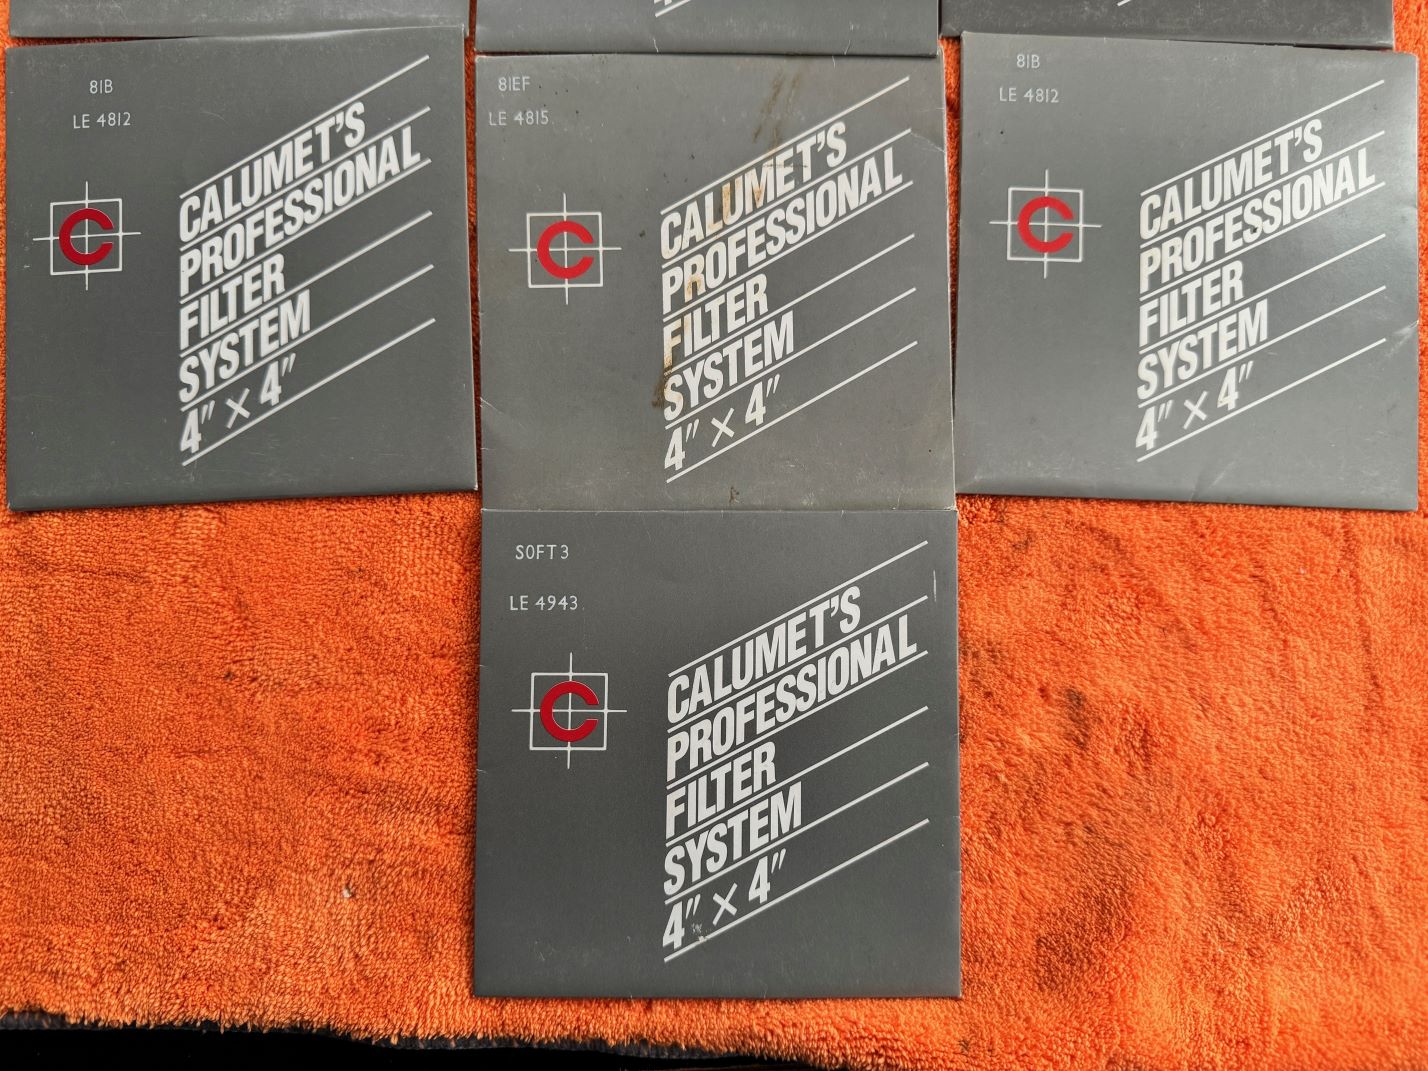 81B
LE 4812
C
CALUMET'S
PROFESSIONAL
FILTER
SYSTEM
4" × 4"
81EF
LE 4815
C
CALUMET'S
PROFESSIONAL
FILTER
SYSTEM
4" × 4"
81B
LE 4812
C
CALUMET'S
PROFESSIONAL
FILTER
SYSTEM
4" × 4"
SOFT 3
LE 4943
C
CALUMET'S
PROFESSIONAL
FILTER
SYSTEM
4" × 4"